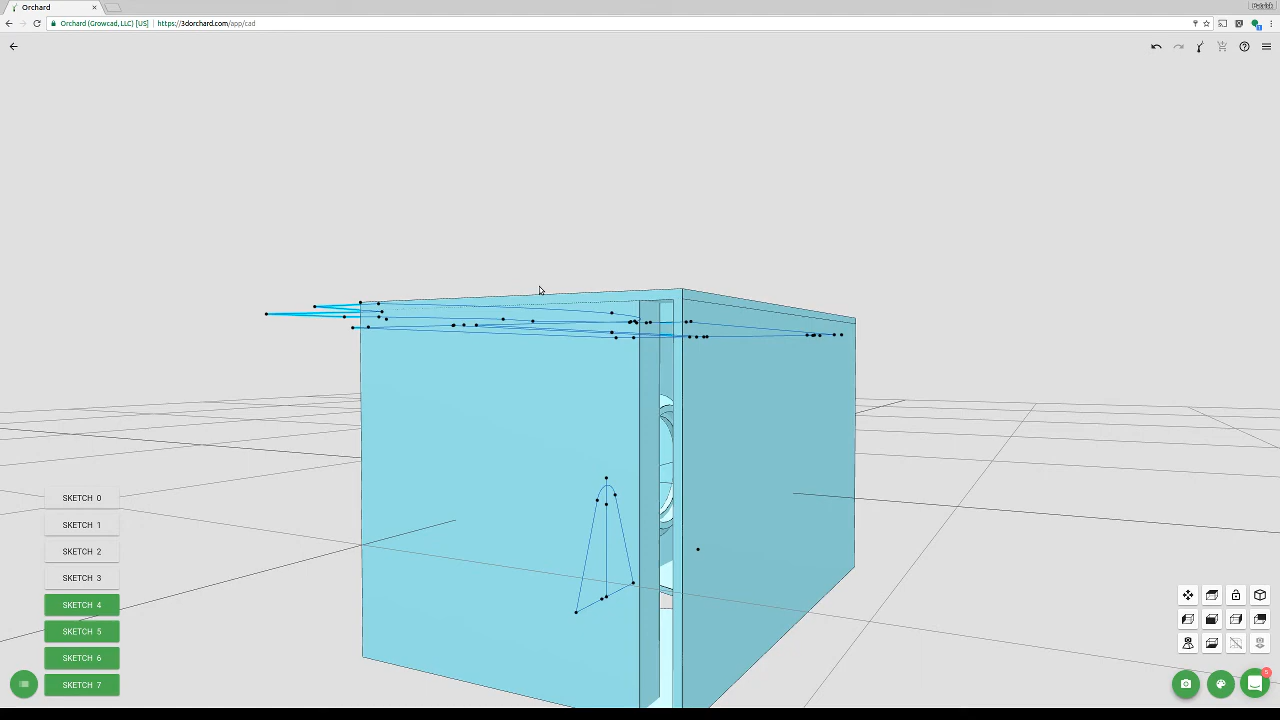 Orchard
Patrick
Orchard (Growcad, LLC) [US]
https://3dorchard.com/app/cad
SKETCH 0
SKETCH 1
SKETCH 2
SKETCH 3
SKETCH 4
SKETCH 5
SKETCH 6
SKETCH 7